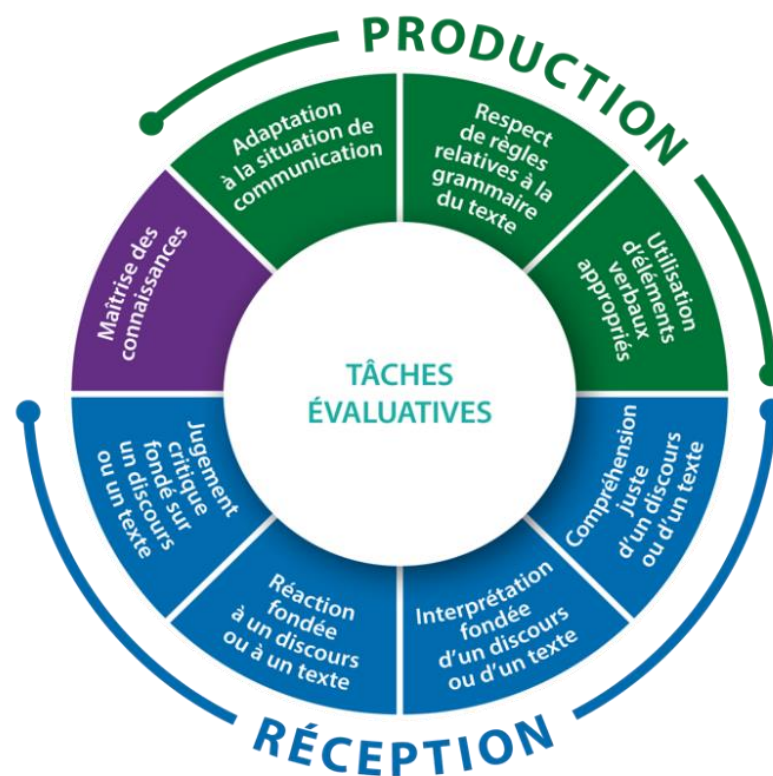 PRODUCTION
Adaptation
à la situation de
communication
Respect
de règles
relatives à la
grammaire
du texte
Utilisation
d'éléments
verbaux
appropriés
Maîtrise des
connaissances
TÂCHES
ÉVALUATIVES
Compréhension
juste
d'un discours
ou d'un texte
Interprétation
fondée
d'un discours
ou d'un texte
Réaction
fondée
à un discours
ou à un texte
Jugement
critique
fondé sur
un discours
ou un texte
RÉCEPTION